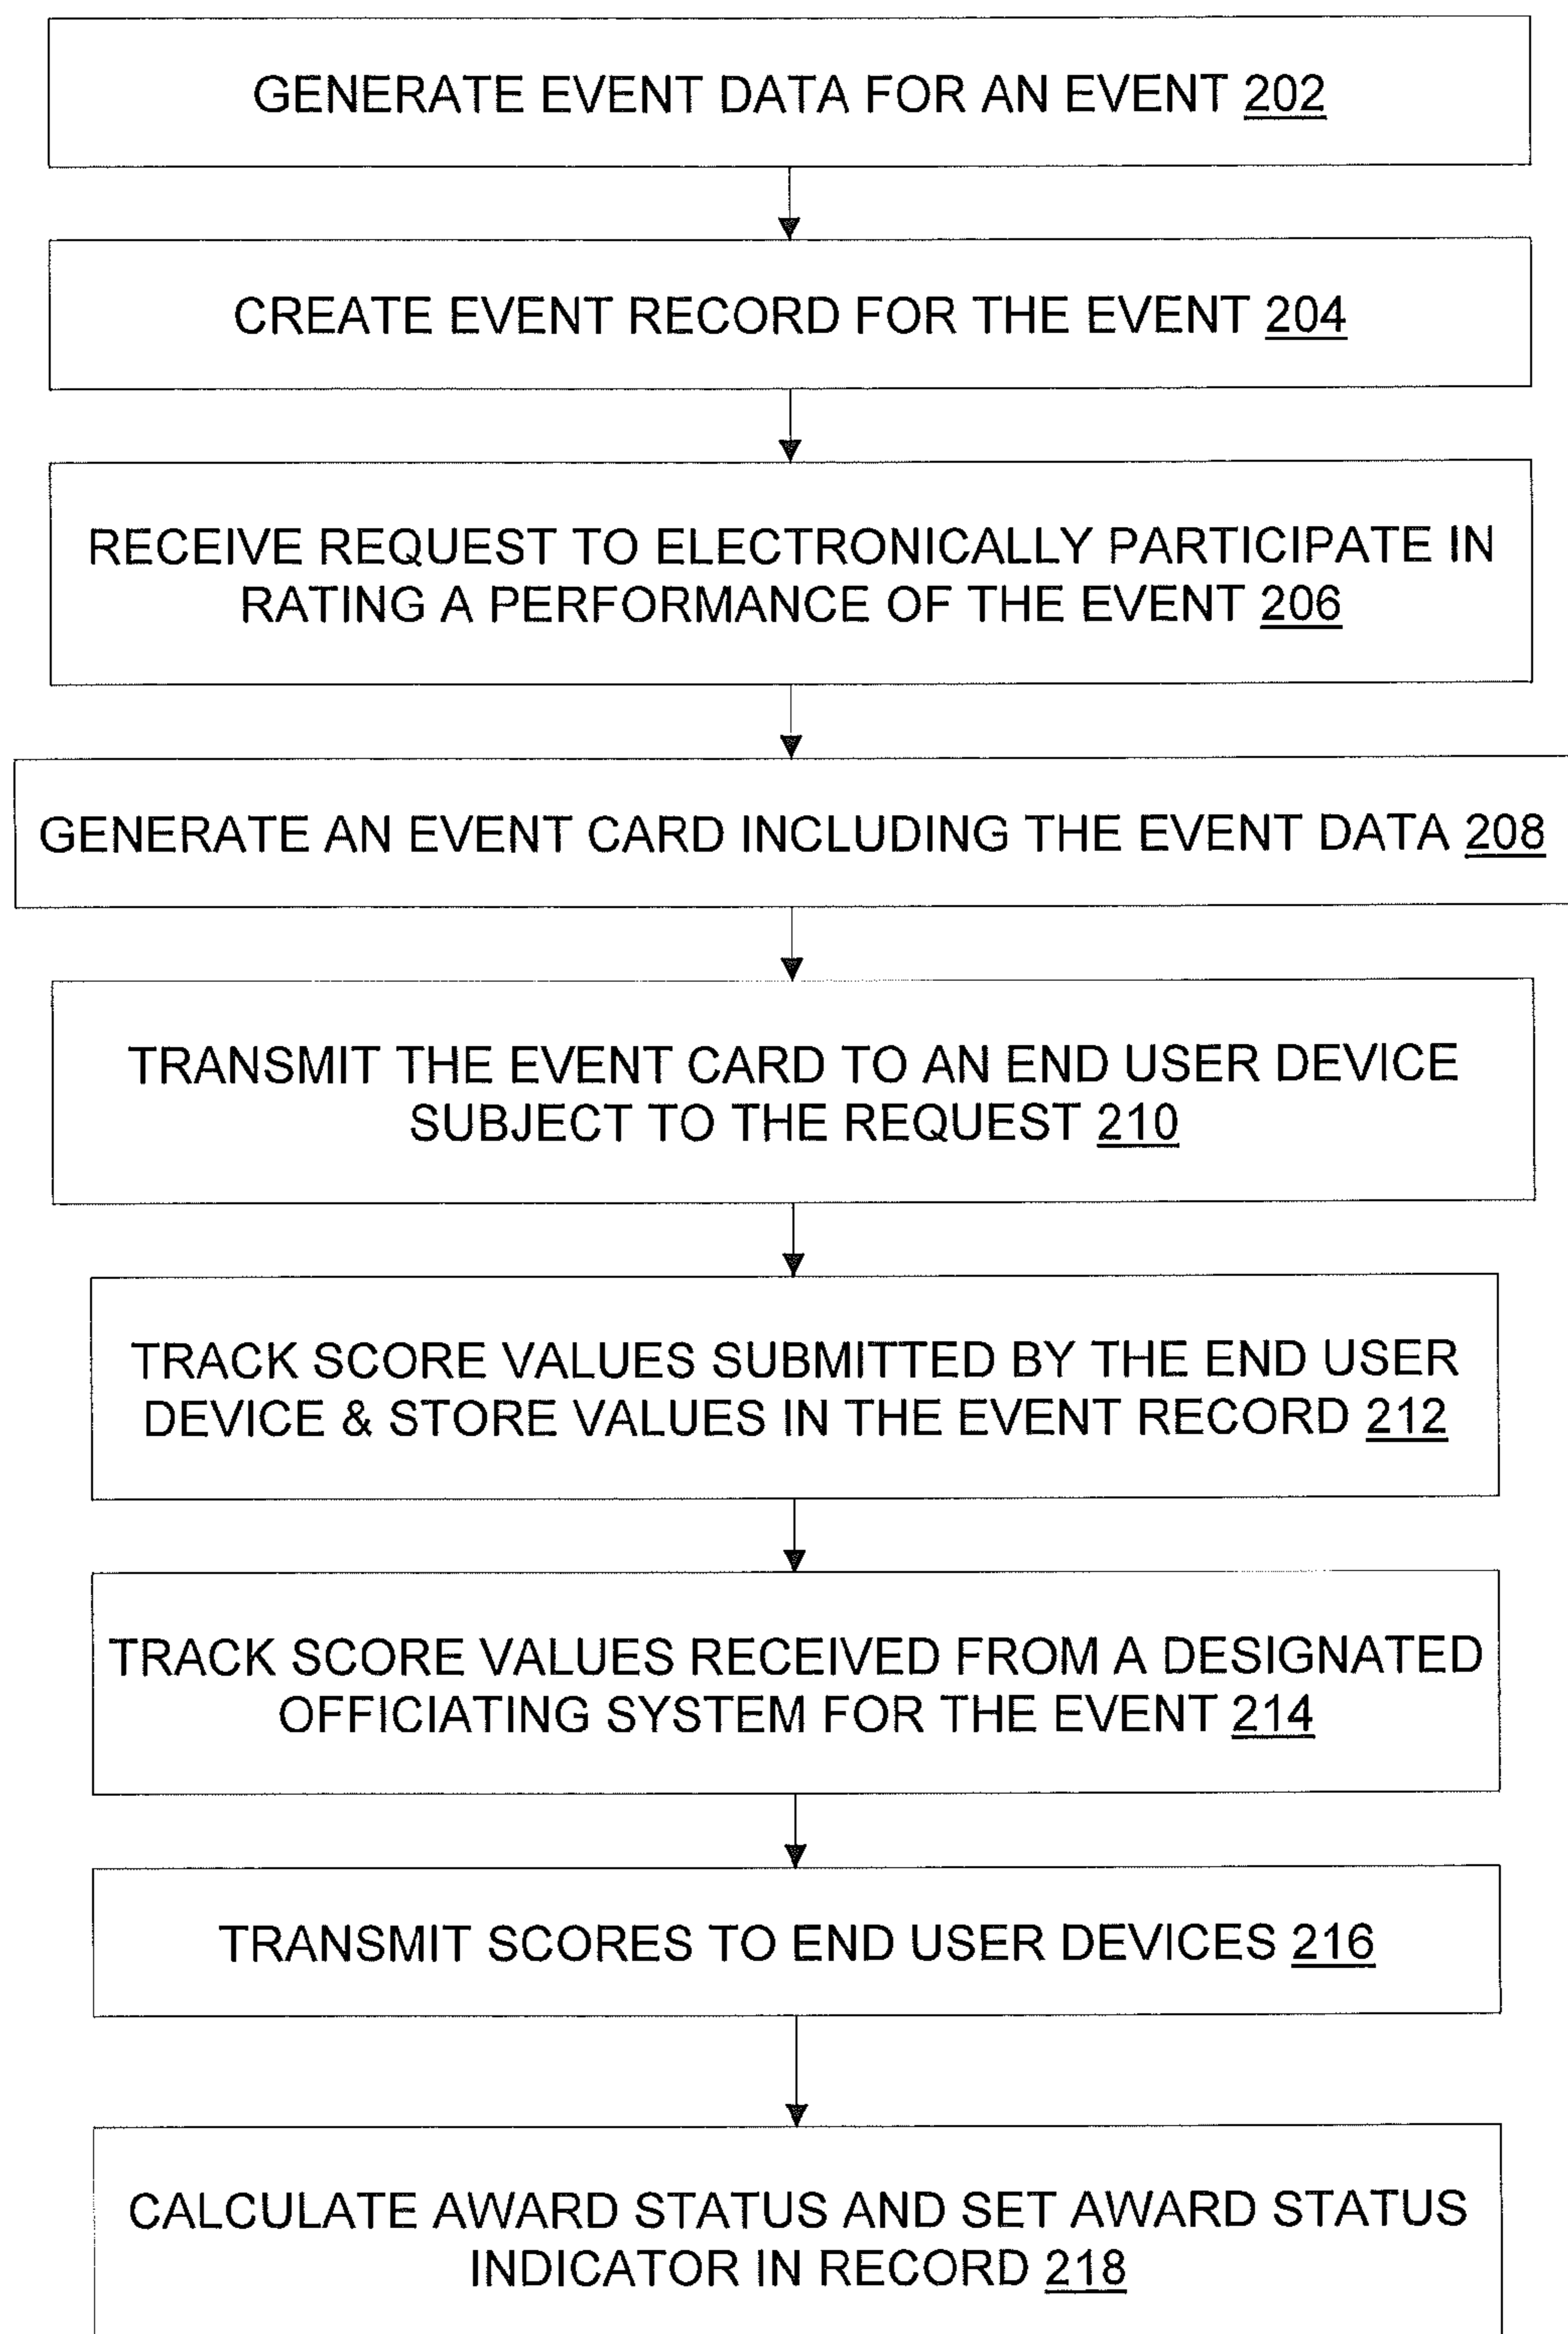 GENERATE EVENT DATA FOR AN EVENT 202
CREATE EVENT RECORD FOR THE EVENT 204
RECEIVE REQUEST TO ELECTRONICALLY PARTICIPATE IN
RATING A PERFORMANCE OF THE EVENT 206
GENERATE AN EVENT CARD INCLUDING THE EVENT DATA 208
TRANSMIT THE EVENT CARD TO AN END USER DEVICE
SUBJECT TO THE REQUEST 210
TRACK SCORE VALUES SUBMITTED BY THE END USER
DEVICE & STORE VALUES IN THE EVENT RECORD 212
TRACK SCORE VALUES RECEIVED FROM A DESIGNATED
OFFICIATING SYSTEM FOR THE EVENT 214
TRANSMIT SCORES TO END USER DEVICES 216
CALCULATE AWARD STATUS AND SET AWARD STATUS
INDICATOR IN RECORD 218